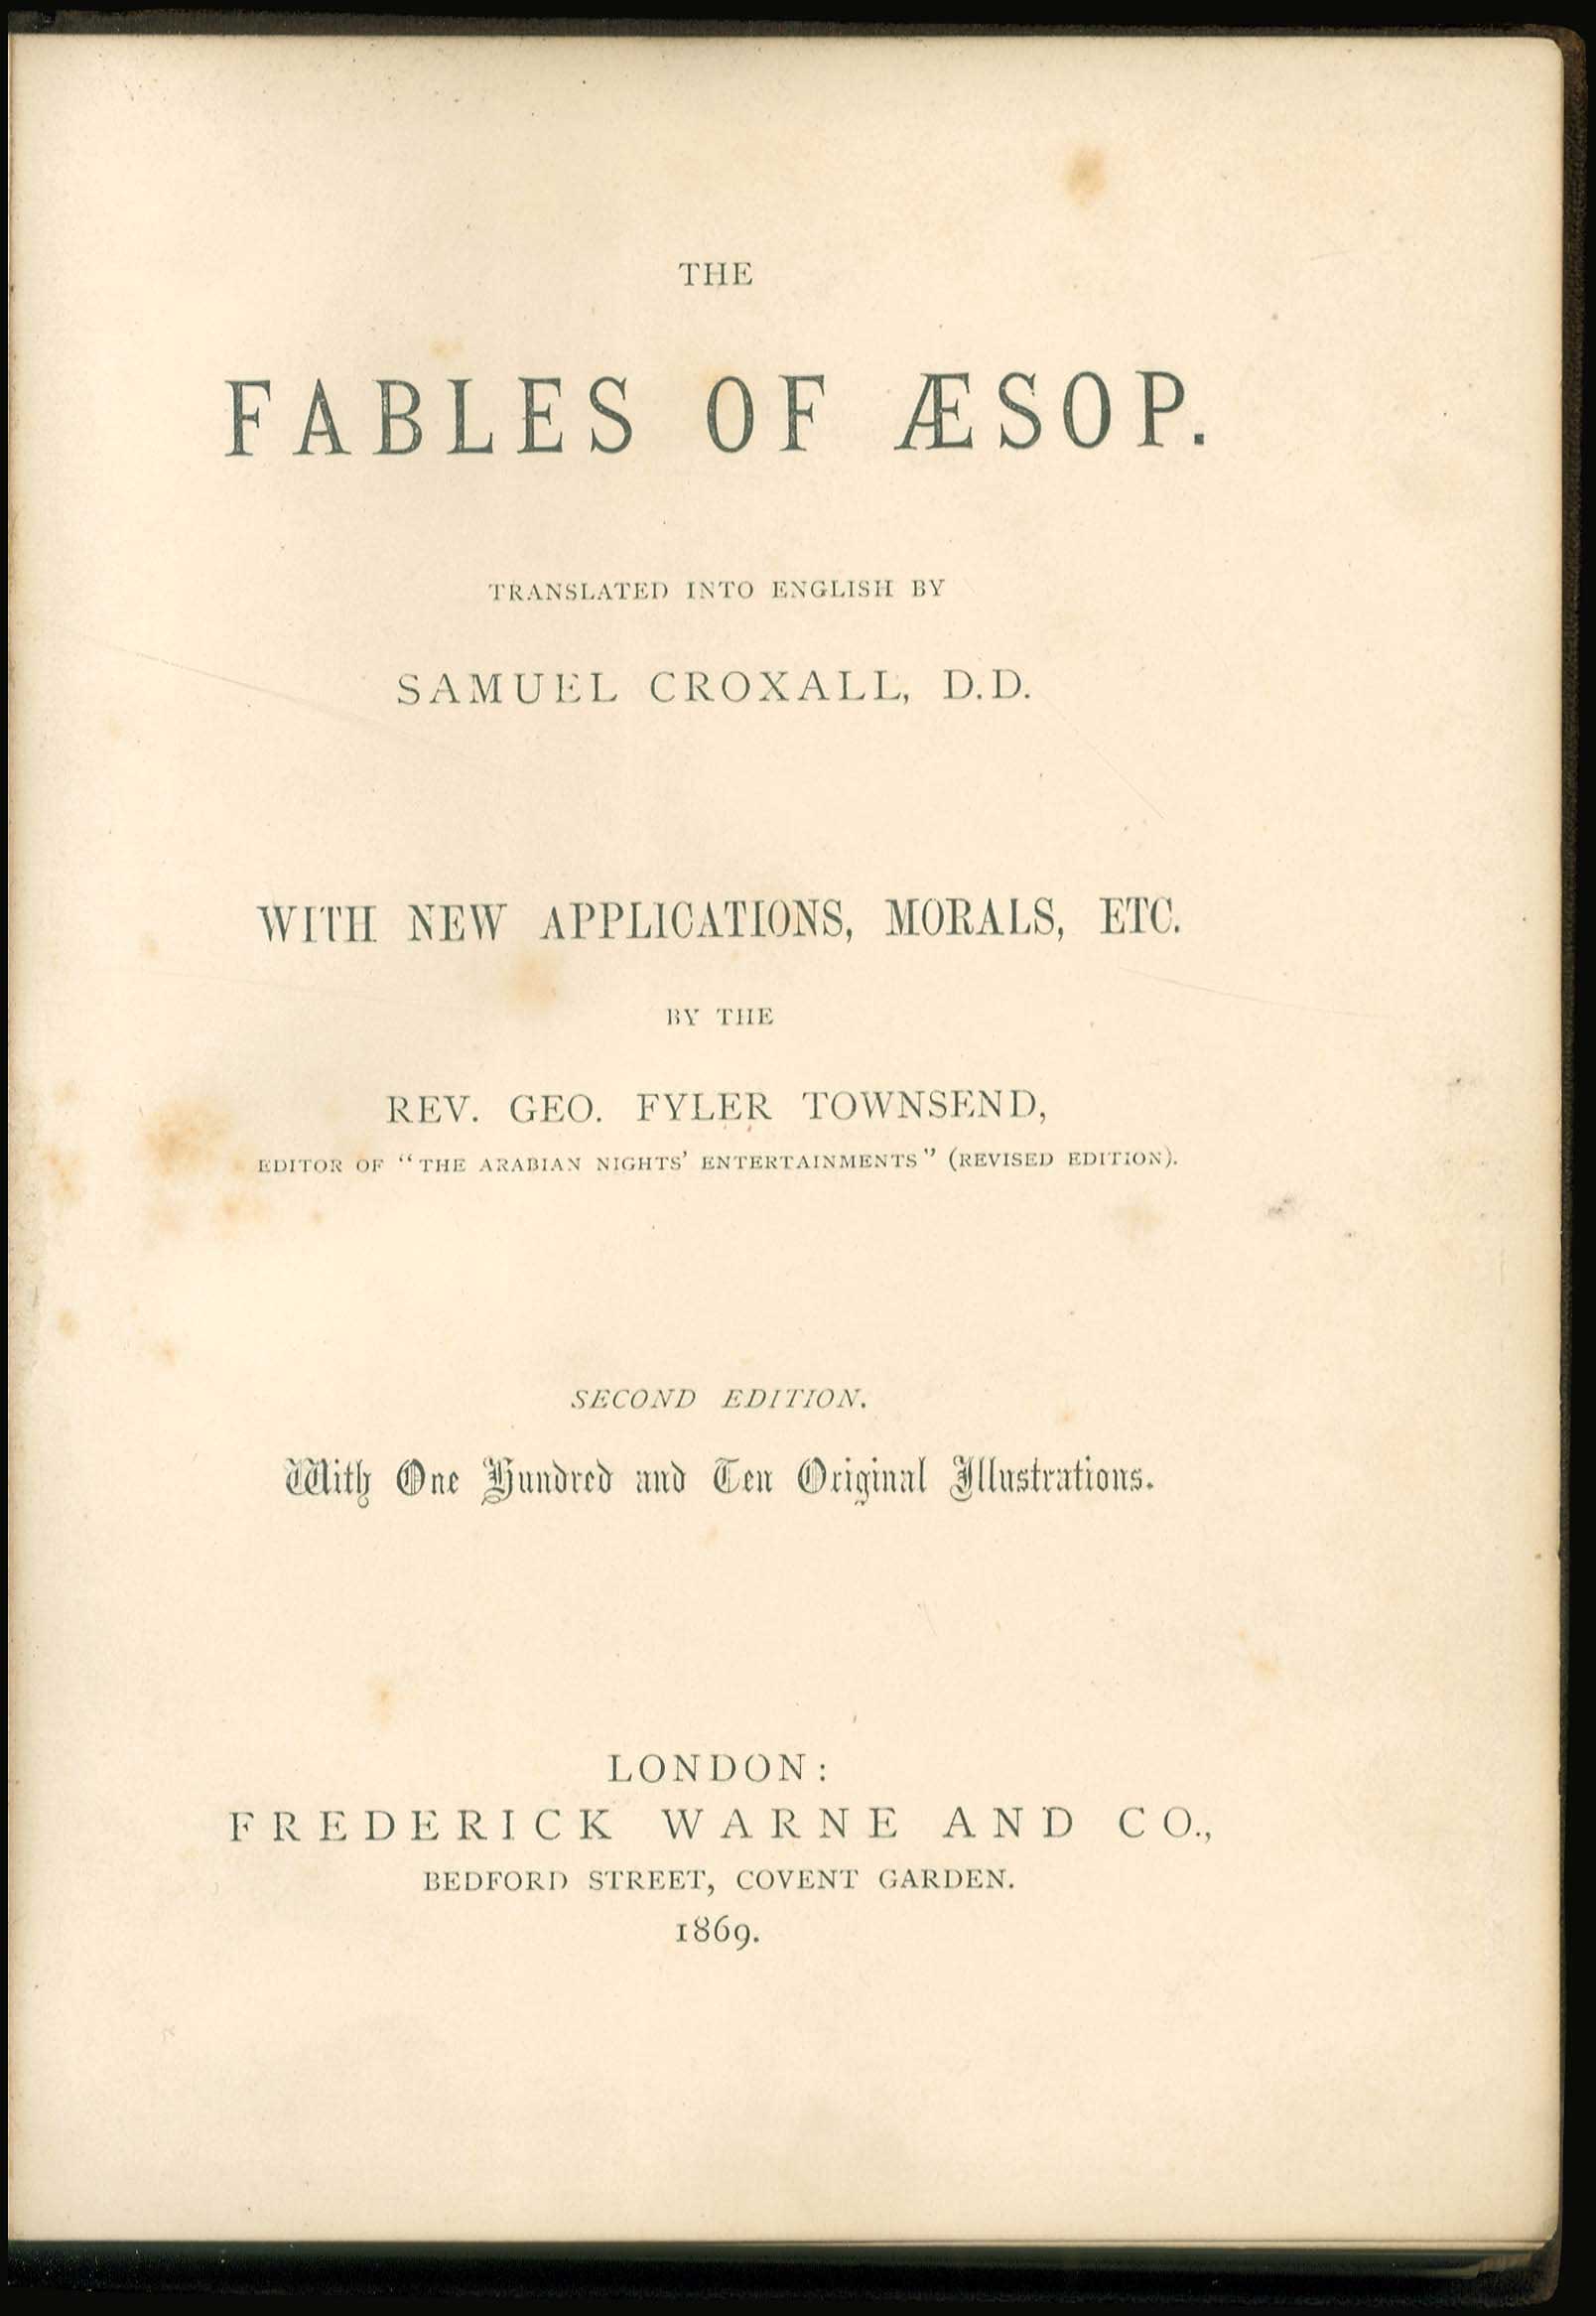 THE
FABLES OF ÆSOP.
TRANSLATED INTO ENGLISH BY
SAMUEL CROXALL, D.D.
WITH NEW APPLICATIONS, MORALS, ETC.
BY THE
REV. GEO. FYLER TOWNSEND,
EDITOR OF “THE ARABIAN NIGHTS’ ENTERTAINMENTS” (REVISED EDITION).
SECOND EDITION.
With One Hundred and Ten Original Illustrations.
LONDON:
FREDERICK WARNE AND CO.,
BEDFORD STREET, COVENT GARDEN.
1869.